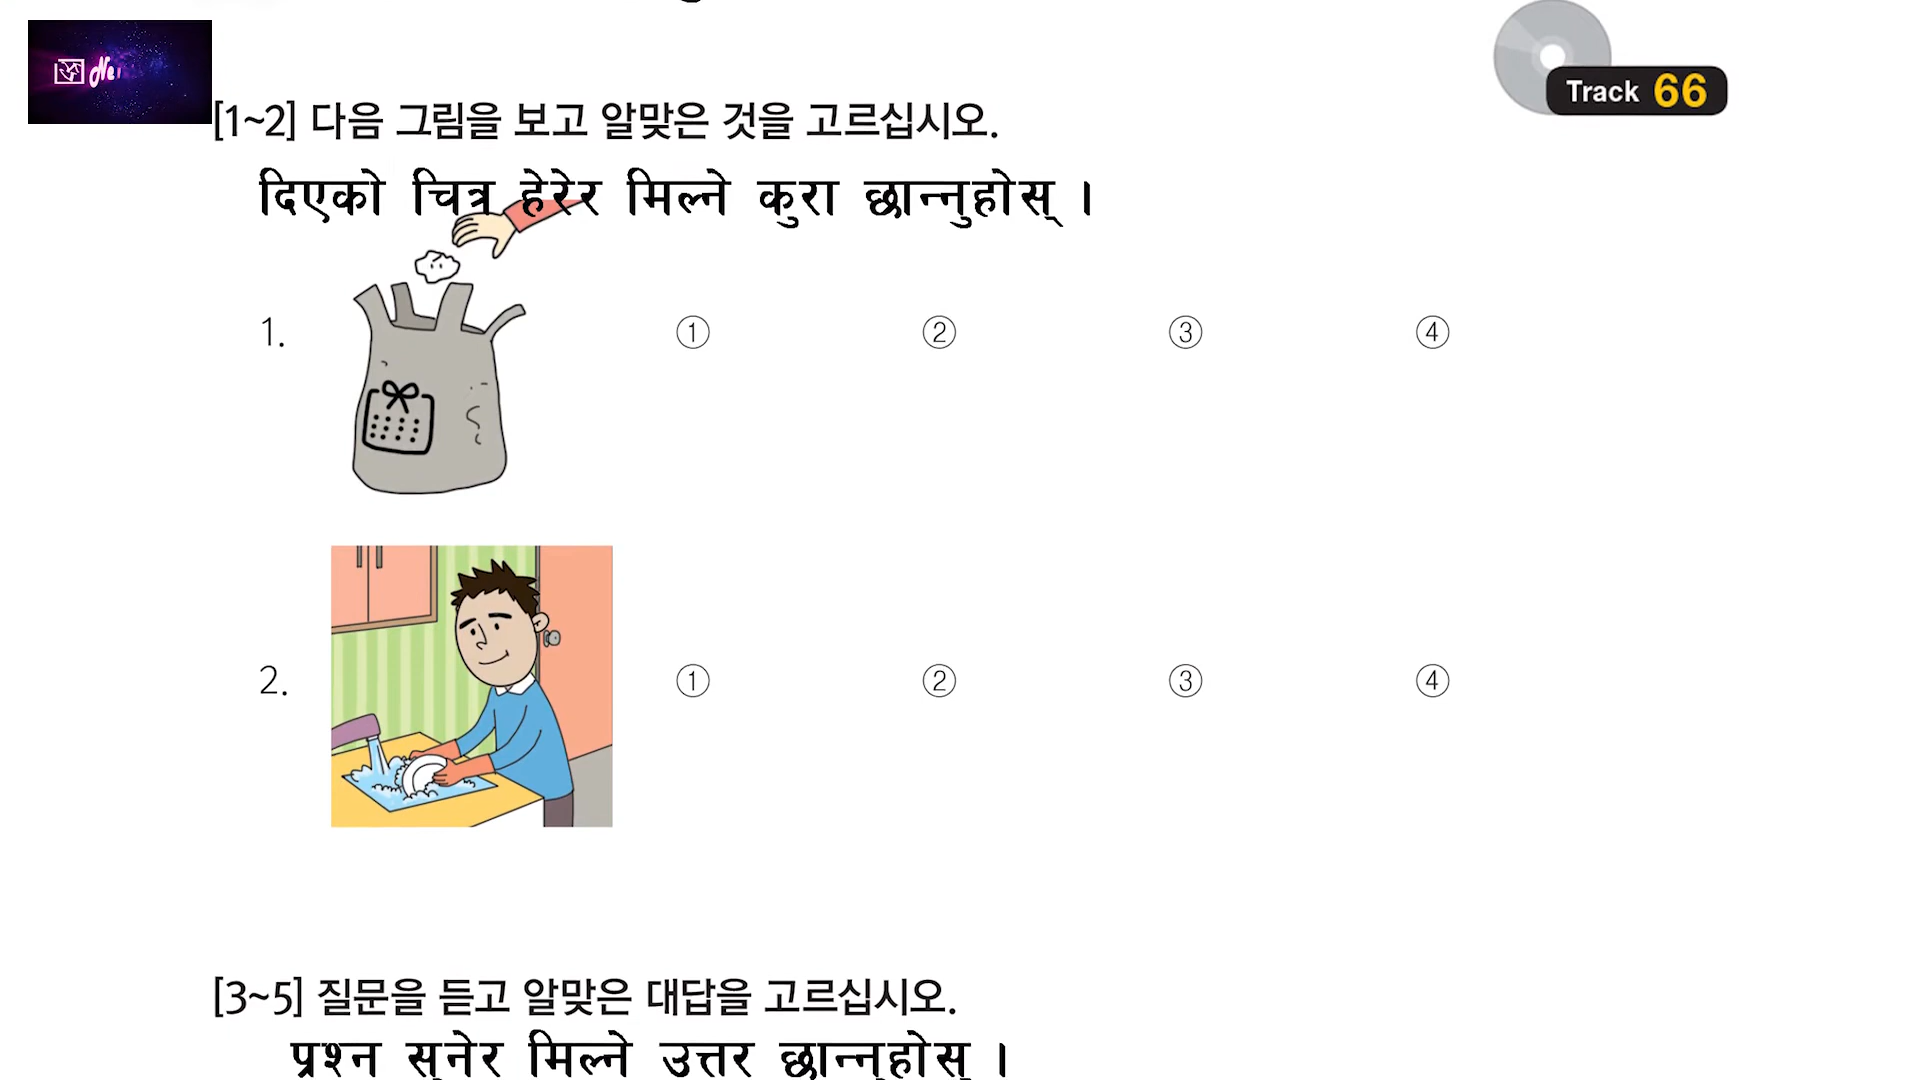 Track 66
[1~2] 다음 그림을 보고 알맞은 것을 고르십시오.
दिएको चित्र हेरेर मिल्ने कुरा छान्नुहोस् ।
1. ① ② ③ ④
2. ① ② ③ ④
[3~5] 질문을 듣고 알맞은 대답을 고르십시오.
प्रश्न सुनेर मिल्ने उत्तर छान्नुहोस् ।